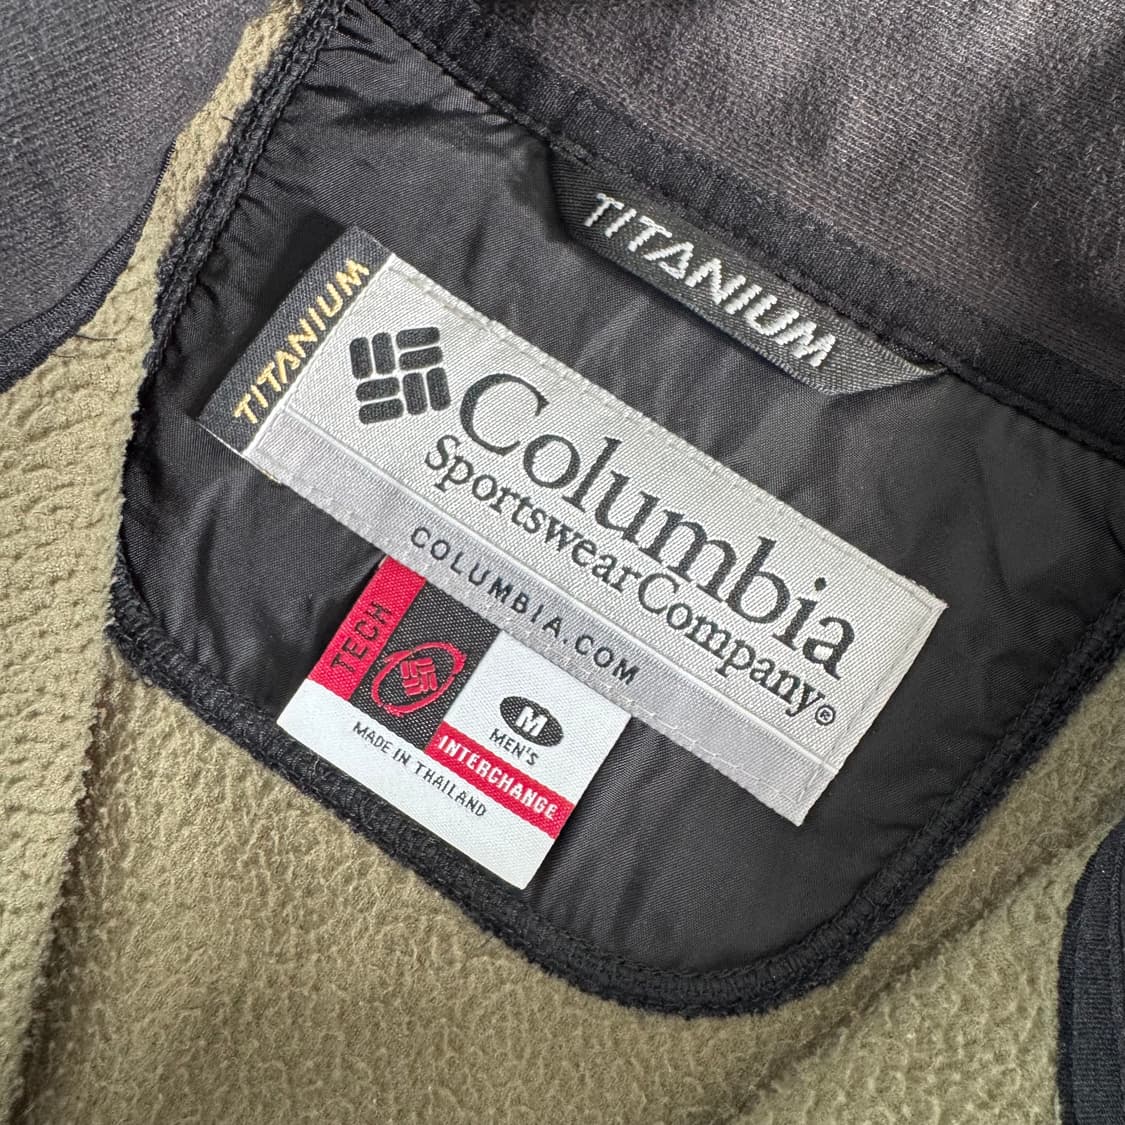 TITANIUM
TITANIUM
Columbia
Sportswear Company®
COLUMBIA.COM
TECH
M
MEN'S
INTERCHANGE
MADE IN THAILAND